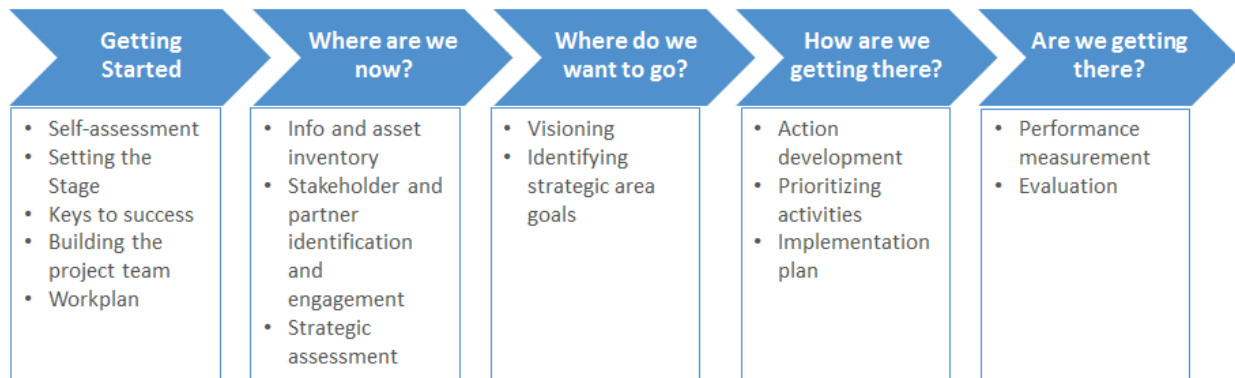 Getting
Started
• Self-assessment
• Setting the
Stage
• Keys to success
• Building the
project team
• Workplan
Where are we
now?
• Info and asset
inventory
• Stakeholder and
partner
identification
and
engagement
• Strategic
assessment
Where do we
want to go?
• Visioning
• Identifying
strategic area
goals
How are we
getting there?
• Action
development
• Prioritizing
activities
• Implementation
plan
Are we getting
there?
• Performance
measurement
• Evaluation